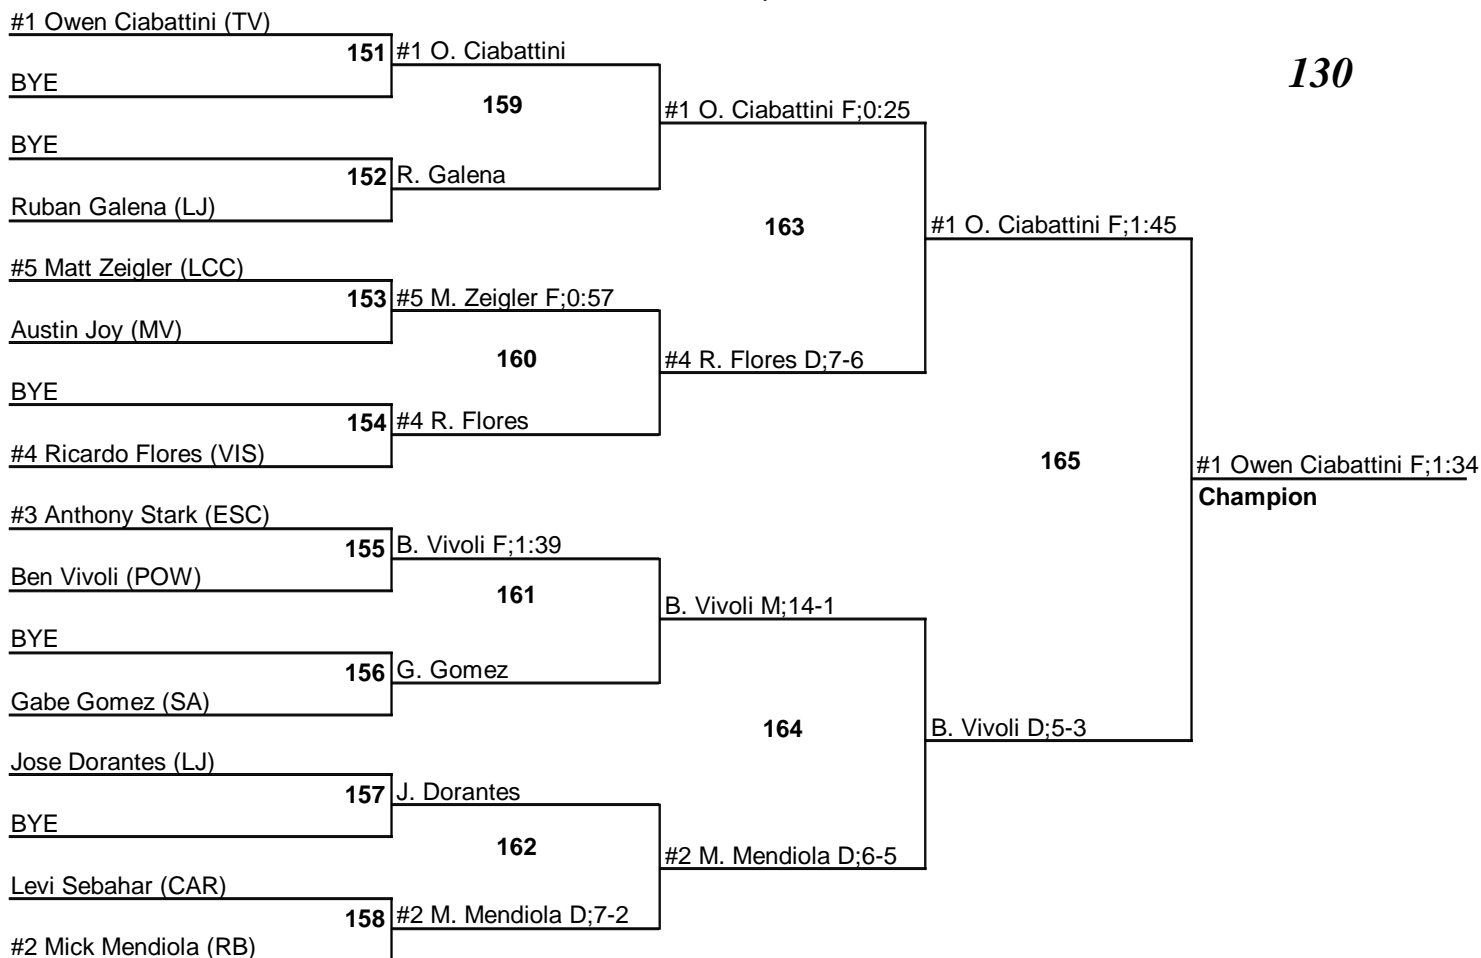 #1 Owen Ciabattini (TV)
151
#1 O. Ciabattini
BYE
130
159
#1 O. Ciabattini F;0:25
BYE
152
R. Galena
Ruban Galena (LJ)
163
#1 O. Ciabattini F;1:45
#5 Matt Zeigler (LCC)
153
#5 M. Zeigler F;0:57
Austin Joy (MV)
160
#4 R. Flores D;7-6
BYE
154
#4 R. Flores
#4 Ricardo Flores (VIS)
165
#1 Owen Ciabattini F;1:34
Champion
#3 Anthony Stark (ESC)
155
B. Vivoli F;1:39
Ben Vivoli (POW)
161
B. Vivoli M;14-1
BYE
156
G. Gomez
Gabe Gomez (SA)
164
B. Vivoli D;5-3
Jose Dorantes (LJ)
157
J. Dorantes
BYE
162
#2 M. Mendiola D;6-5
Levi Sebahar (CAR)
158
#2 M. Mendiola D;7-2
#2 Mick Mendiola (RB)